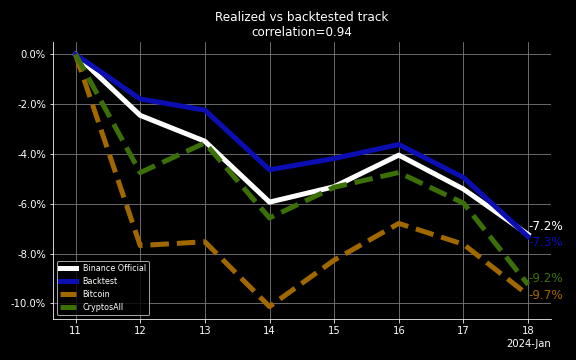 Realized vs backtested track
correlation=0.94
0.0%
-2.0%
-4.0%
-6.0%
-8.0%
-10.0%
-7.2%
-7.3%
-9.2%
-9.7%
Binance Official
Backtest
Bitcoin
CryptosAll
11 12 13 14 15 16 17 18
2024-Jan